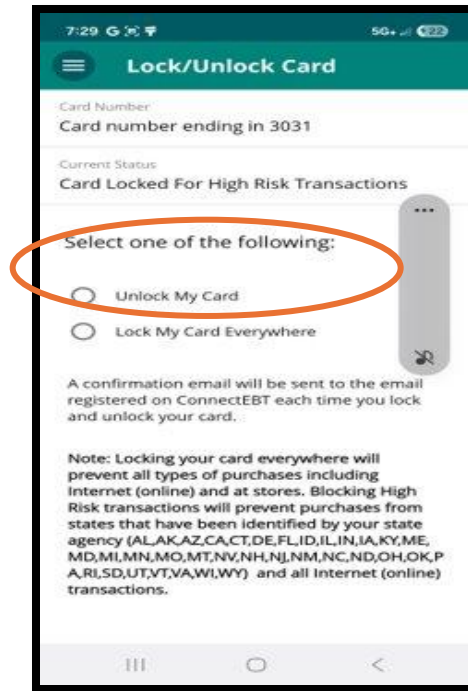 7:29
5G+
22
Lock/Unlock Card
Card Number
Card number ending in 3031
Current Status
Card Locked For High Risk Transactions
Select one of the following:
Unlock My Card
Lock My Card Everywhere
A confirmation email will be sent to the email
registered on ConnectEBT each time you lock
and unlock your card.
Note: Locking your card everywhere will
prevent all types of purchases including
Internet (online) and at stores. Blocking High
Risk transactions will prevent purchases from
states that have been identified by your state
agency (AL,AK,AZ,CA,CT,DE,FL,ID,IL,IN,IA,KY,ME,
MD,MI,MN,MO,MT,NV,NH,NJ,NM,NC,ND,OH,OK,P
A,RI,SD,UT,VT,VA,WI,WY) and all Internet (online)
transactions.